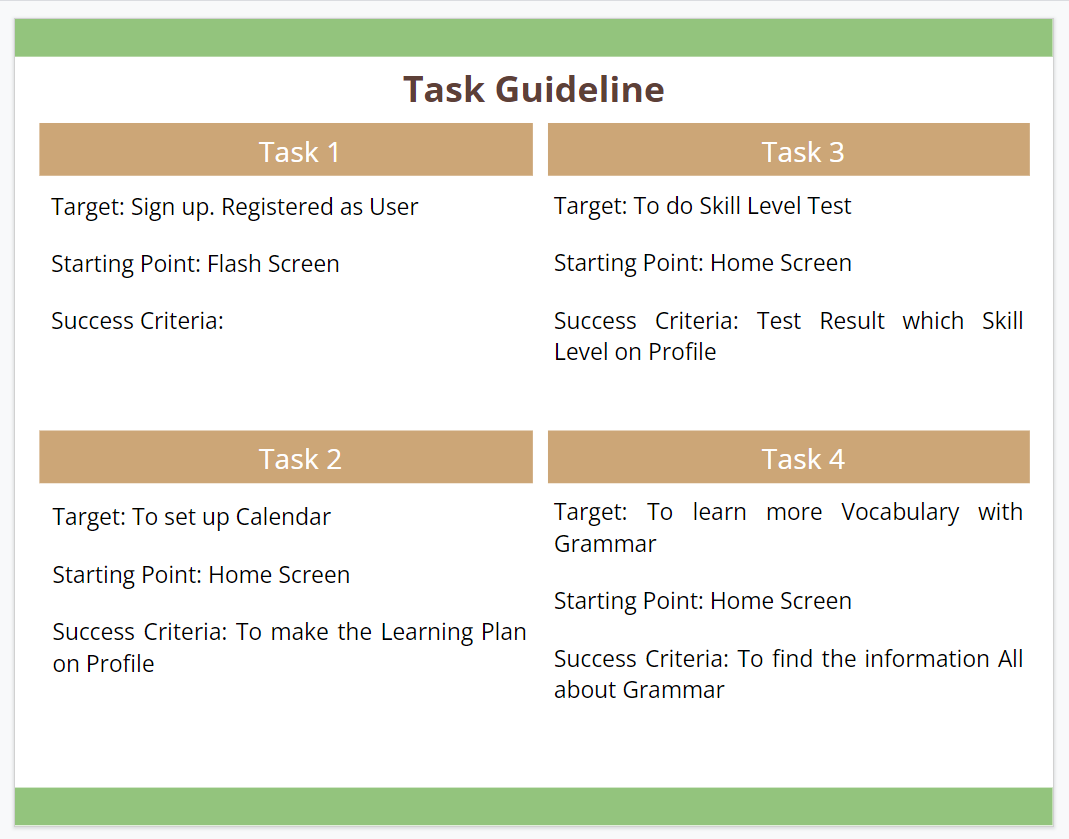 Task Guideline
Task 1
Target: Sign up. Registered as User
Starting Point: Flash Screen
Success Criteria:
Task 2
Target: To set up Calendar
Starting Point: Home Screen
Success Criteria: To make the Learning Plan
on Profile
Task 3
Target: To do Skill Level Test
Starting Point: Home Screen
Success Criteria: Test Result which Skill
Level on Profile
Task 4
Target: To learn more Vocabulary with
Grammar
Starting Point: Home Screen
Success Criteria: To find the information All
about Grammar